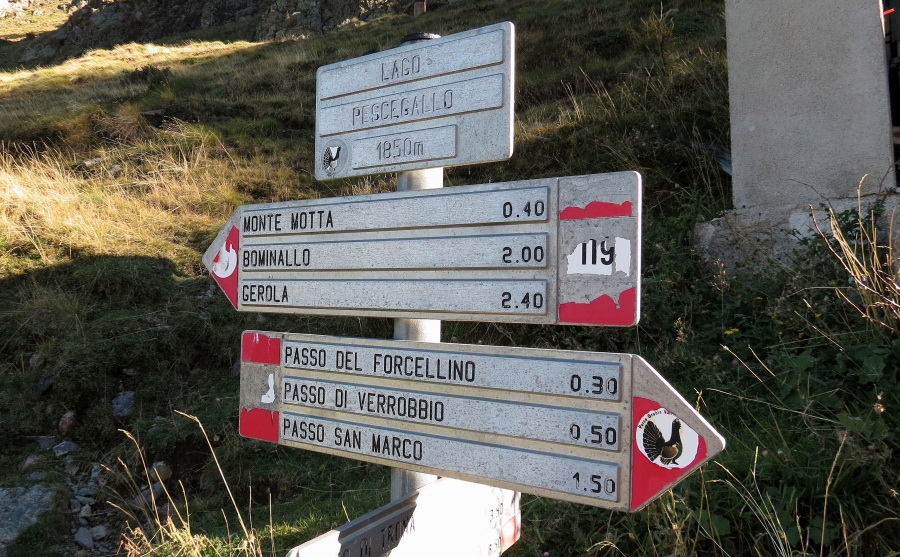 LAGO
PESCEGALLO
1850m
MONTE MOTTA 0.40
BOMINALLO 2.00
GEROLA 2.40
119
PASSO DEL FORCELLINO 0.30
PASSO DI VERROBBIO 0.50
PASSO SAN MARCO 1.50